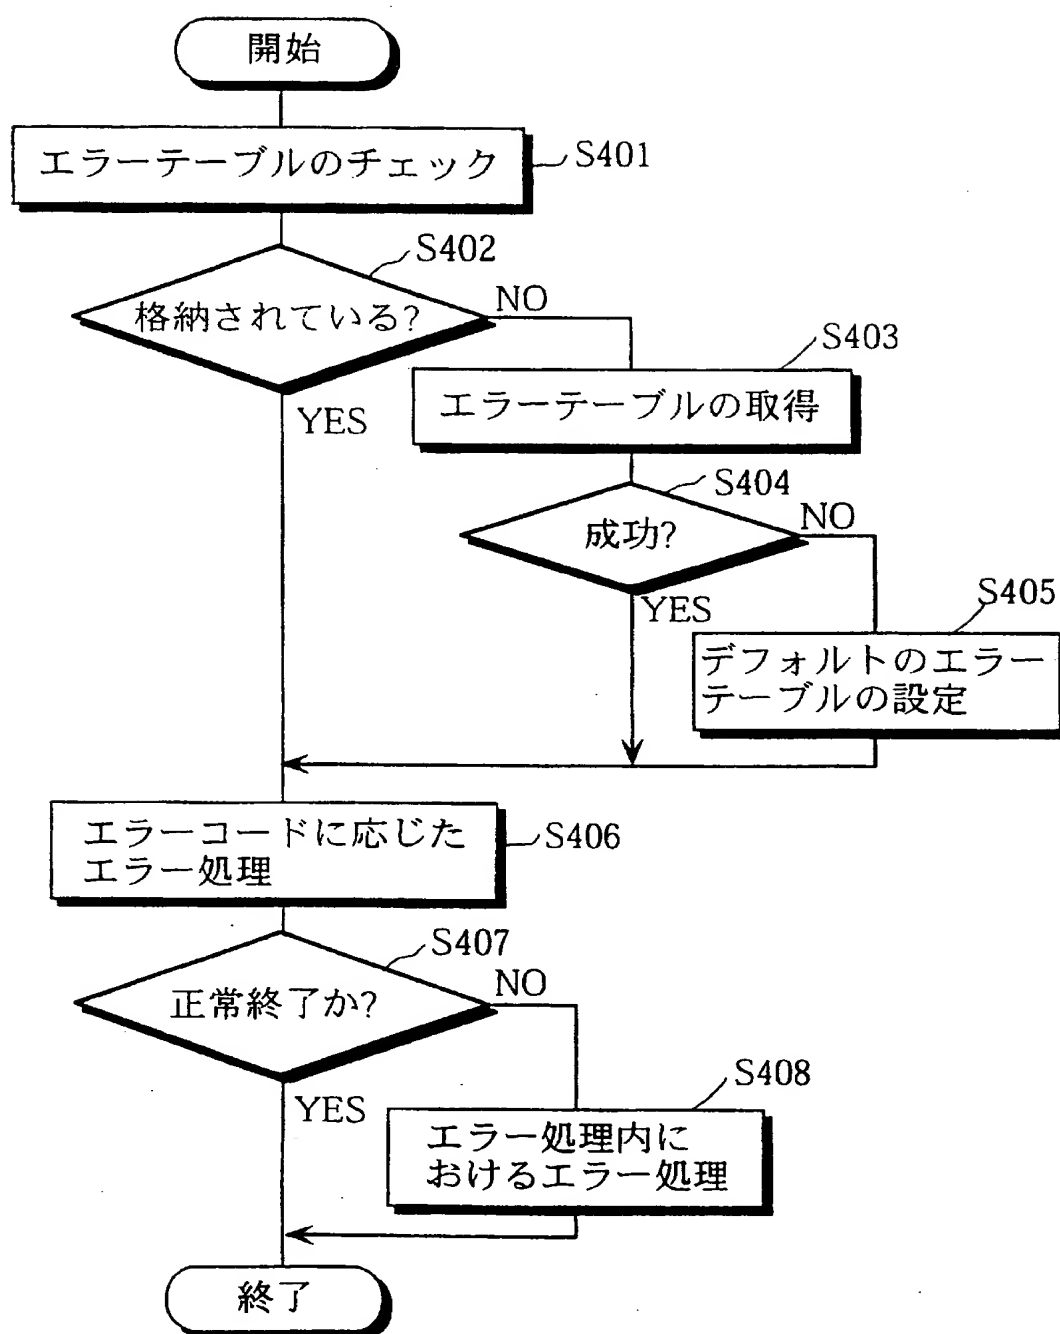 開始
エラーテーブルのチェック
S401
S402
格納されている?
NO
YES
S403
エラーテーブルの取得
S404
成功?
NO
YES
S405
デフォルトのエラー
テーブルの設定
エラーコードに応じた
エラー処理
S406
S407
正常終了か?
NO
YES
S408
エラー処理内に
おけるエラー処理
終了